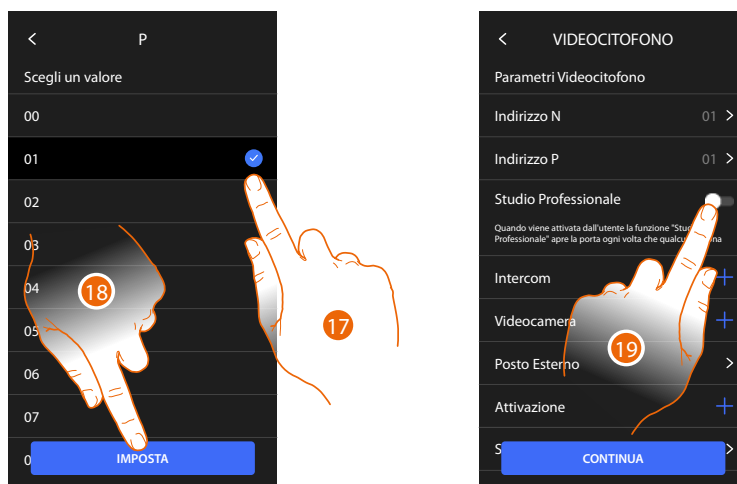 P
Scegli un valore
00
01
02
03
04
05
06
07
0
IMPOSTA
18
17
VIDEOCITOFONO
Parametri Videocitofono
Indirizzo N 01
Indirizzo P 01
Studio Professionale
Quando viene attivata dall'utente la funzione "Stu
Professionale" apre la porta ogni volta che
Intercom
Videocamera
Posto Esterno
Attivazione
S
CONTINUA
19